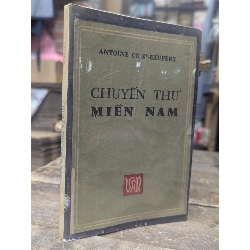 ANTOINE DE ST-EXUPÉRY
CHUYẾN THƯ
MIỀN NAM